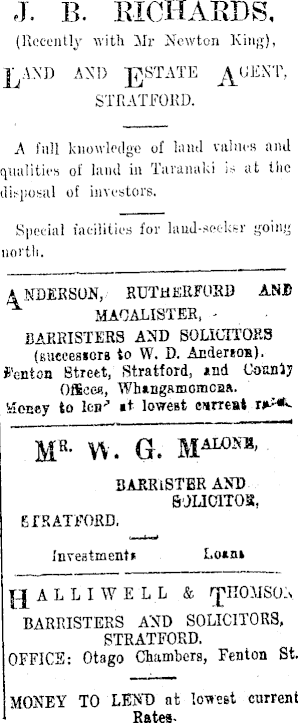 J. B. RICHARDS,
(Recently with Mr Newton King),
LAND AND ESTATE AGENT,
STRATFORD.
A full knowledge of land values and
qualities of land in Taranaki is at the
disposal of investors.
Special facilities for land-seeker going
north.
ANDERSON, RUTHERFORD AND
MACALISTER,
BARRISTERS AND SOLICITORS
(successors to W. D. Anderson).
Fenton Street, Stratford, and County
Offices, Whangamomona.
Money to lend at lowest current rates.
MR. W. G. MALONE,
BARRISTER AND
SOLICITOR,
STRATFORD.
Investments Loans
HALLIWELL & THOMSON
BARRISTERS AND SOLICITORS,
STRATFORD.
OFFICE: Otago Chambers, Fenton St.
MONEY TO LEND at lowest current
Rates.